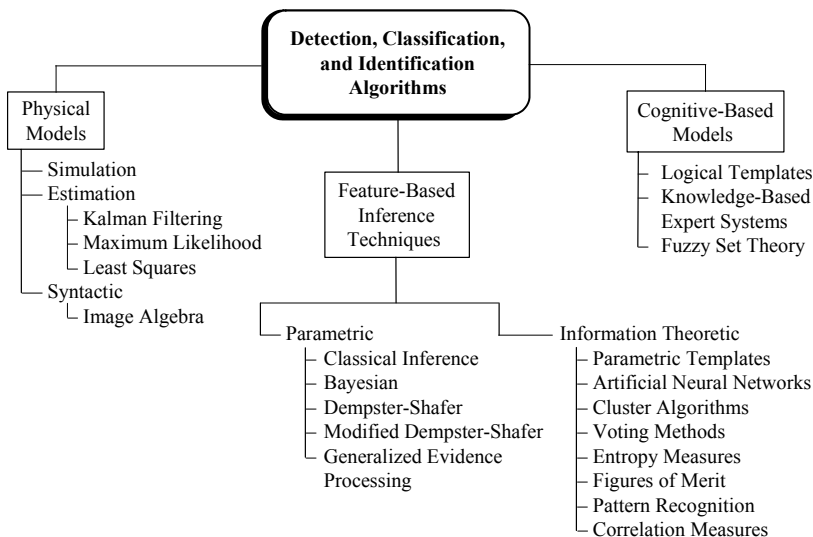 Detection, Classification,
and Identification
Algorithms
Physical
Models
Simulation
Estimation
Kalman Filtering
Maximum Likelihood
Least Squares
Syntactic
Image Algebra
Feature-Based
Inference
Techniques
Parametric
Classical Inference
Bayesian
Dempster-Shafer
Modified Dempster-Shafer
Generalized Evidence
Processing
Information Theoretic
Parametric Templates
Artificial Neural Networks
Cluster Algorithms
Voting Methods
Entropy Measures
Figures of Merit
Pattern Recognition
Correlation Measures
Cognitive-Based
Models
Logical Templates
Knowledge-Based
Expert Systems
Fuzzy Set Theory